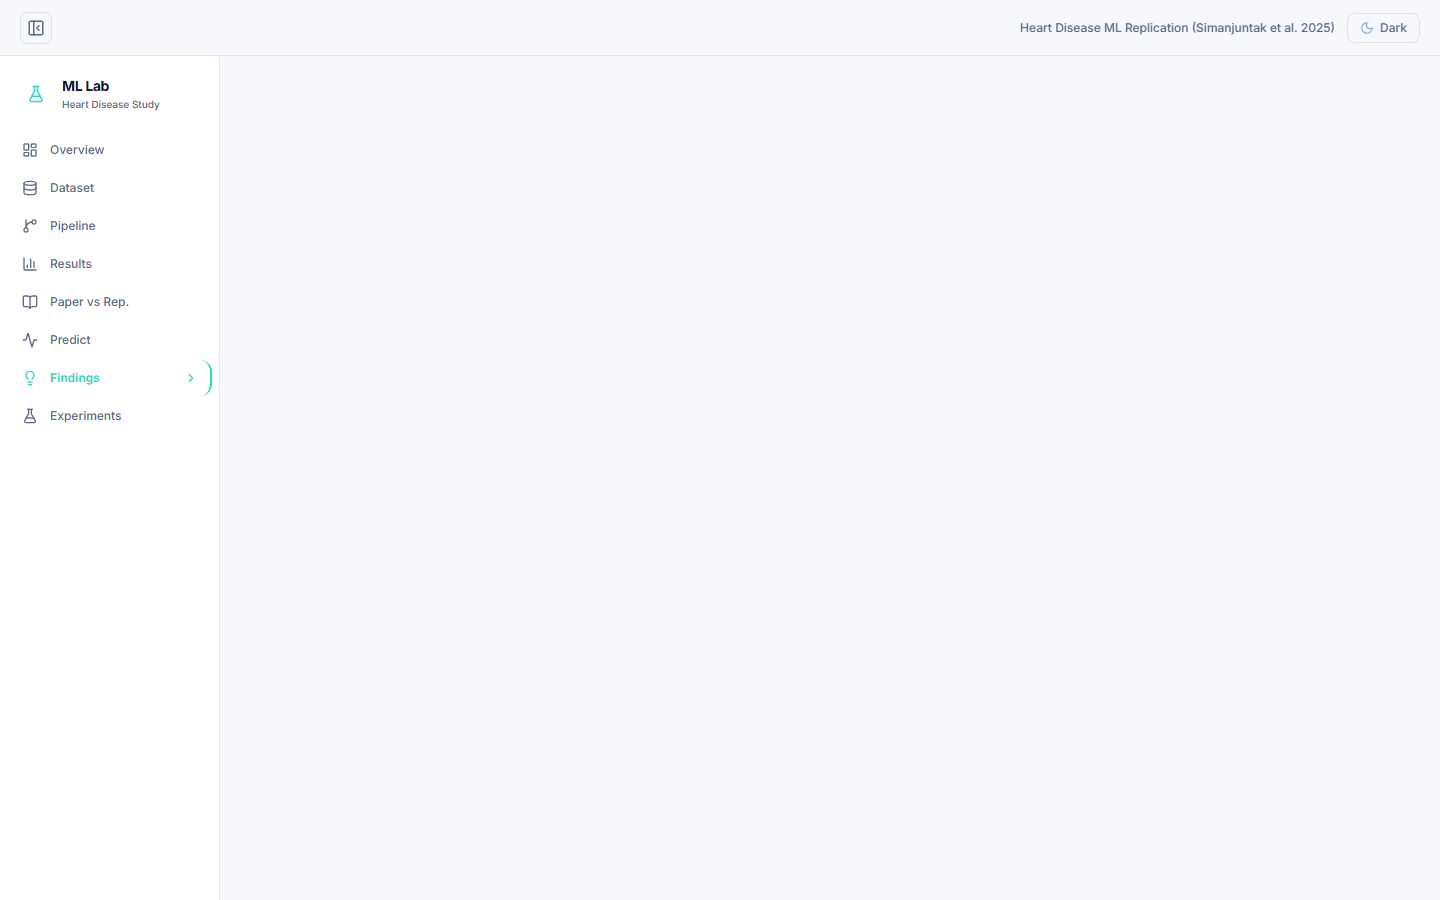 Heart Disease ML Replication (Simanjuntak et al. 2025)
Dark
ML Lab
Heart Disease Study
Overview
Dataset
Pipeline
Results
Paper vs Rep.
Predict
Findings
Experiments